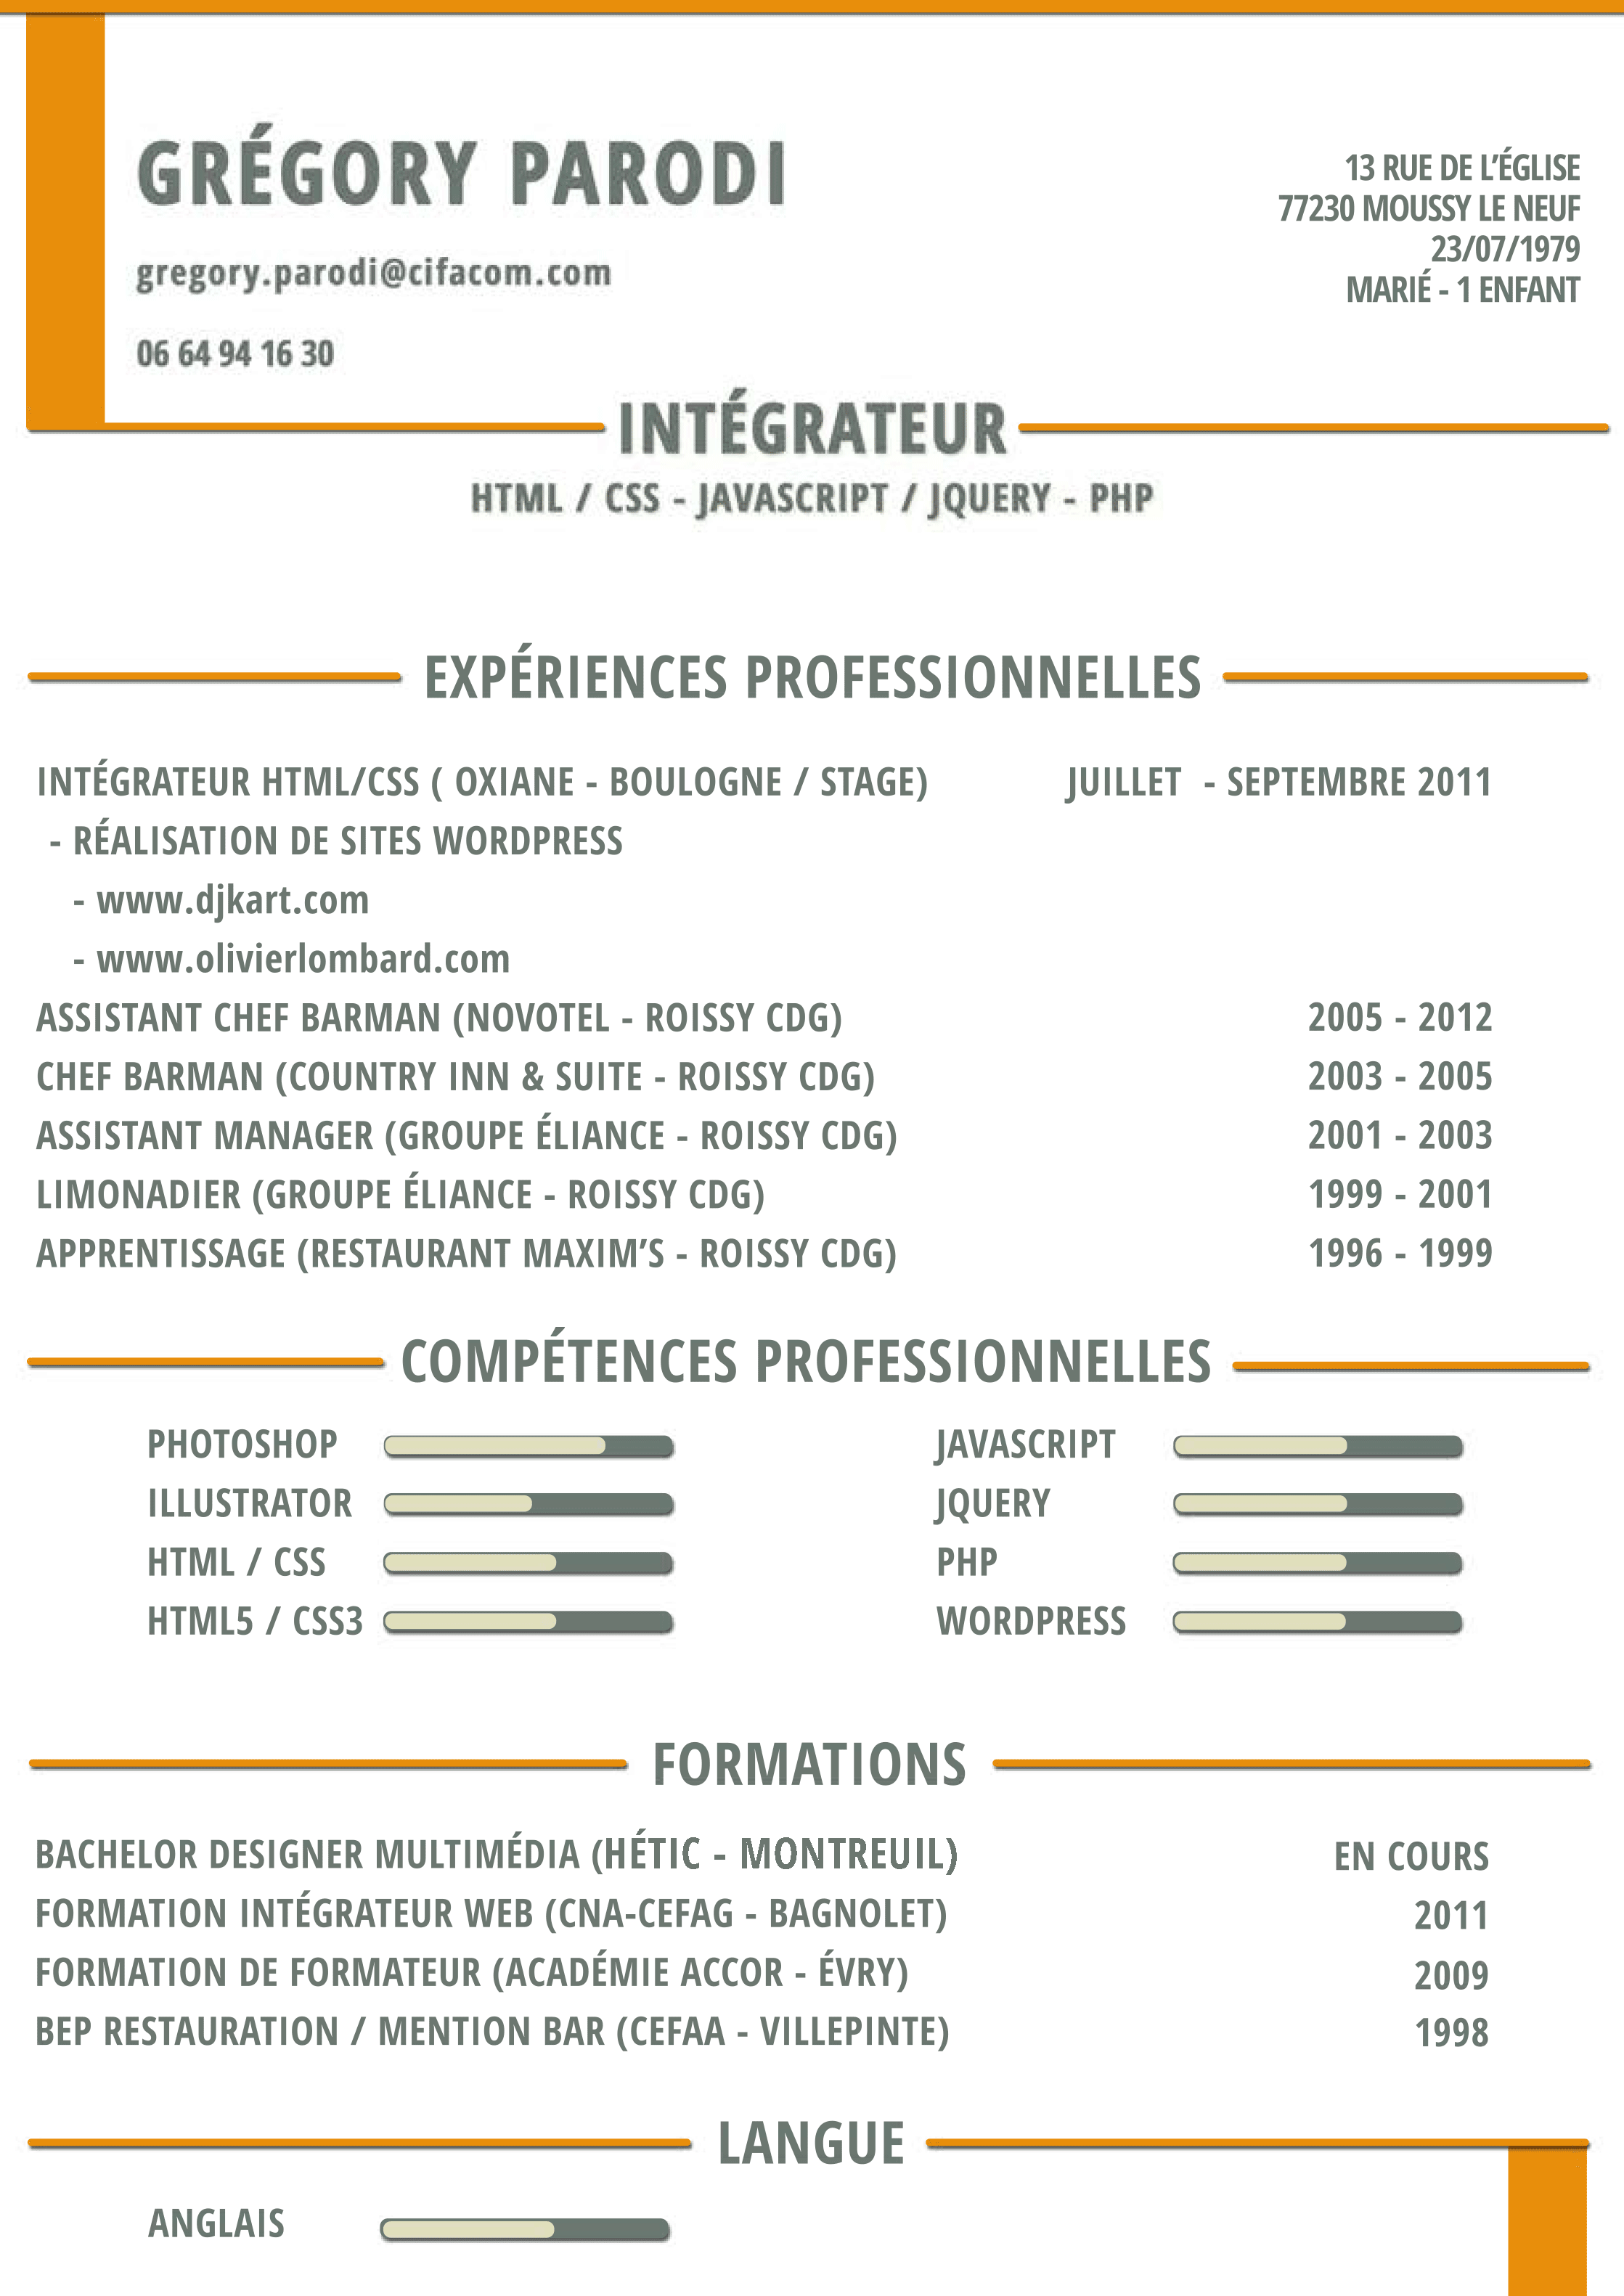 GRÉGORY PARODI
gregory.parodi@cifacom.com
06 64 94 16 30
13 RUE DE L'ÉGLISE
77230 MOUSSY LE NEUF
23/07/1979
MARIÉ - 1 ENFANT
INTÉGRATEUR
HTML / CSS - JAVASCRIPT / JQUERY - PHP
EXPÉRIENCES PROFESSIONNELLES
INTÉGRATEUR HTML/CSS ( OXIANE - BOULOGNE / STAGE) JUILLET - SEPTEMBRE 2011
- RÉALISATION DE SITES WORDPRESS
- www.djkart.com
- www.olivierlombard.com
ASSISTANT CHEF BARMAN (NOVOTEL - ROISSY CDG) 2005 - 2012
CHEF BARMAN (COUNTRY INN & SUITE - ROISSY CDG) 2003 - 2005
ASSISTANT MANAGER (GROUPE ÉLIANCE - ROISSY CDG) 2001 - 2003
LIMONADIER (GROUPE ÉLIANCE - ROISSY CDG) 1999 - 2001
APPRENTISSAGE (RESTAURANT MAXIM'S - ROISSY CDG) 1996 - 1999
COMPÉTENCES PROFESSIONNELLES
PHOTOSHOP JAVASCRIPT
ILLUSTRATOR JQUERY
HTML / CSS PHP
HTML5 / CSS3 WORDPRESS
FORMATIONS
BACHELOR DESIGNER MULTIMÉDIA (HÉTIC - MONTREUIL) EN COURS
FORMATION INTÉGRATEUR WEB (CNA-CEFAG - BAGNOLET) 2011
FORMATION DE FORMATEUR (ACADÉMIE ACCOR - ÉVRY) 2009
BEP RESTAURATION / MENTION BAR (CEFAA - VILLEPINTE) 1998
LANGUE
ANGLAIS